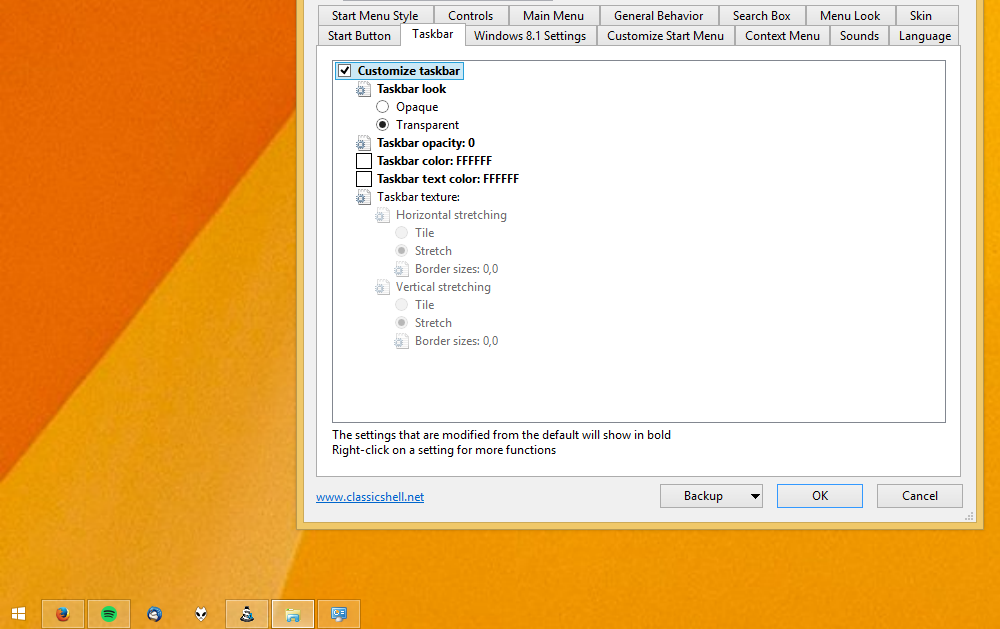 Start Menu Style Controls Main Menu General Behavior Search Box Menu Look Skin
Start Button Taskbar Windows 8.1 Settings Customize Start Menu Context Menu Sounds Language
Customize taskbar
Taskbar look
Opaque
Transparent
Taskbar opacity: 0
Taskbar color: FFFFFF
Taskbar text color: FFFFFF
Taskbar texture:
Horizontal stretching
Tile
Stretch
Border sizes: 0,0
Vertical stretching
Tile
Stretch
Border sizes: 0,0
The settings that are modified from the default will show in bold
Right-click on a setting for more functions
www.classicshell.net Backup OK Cancel